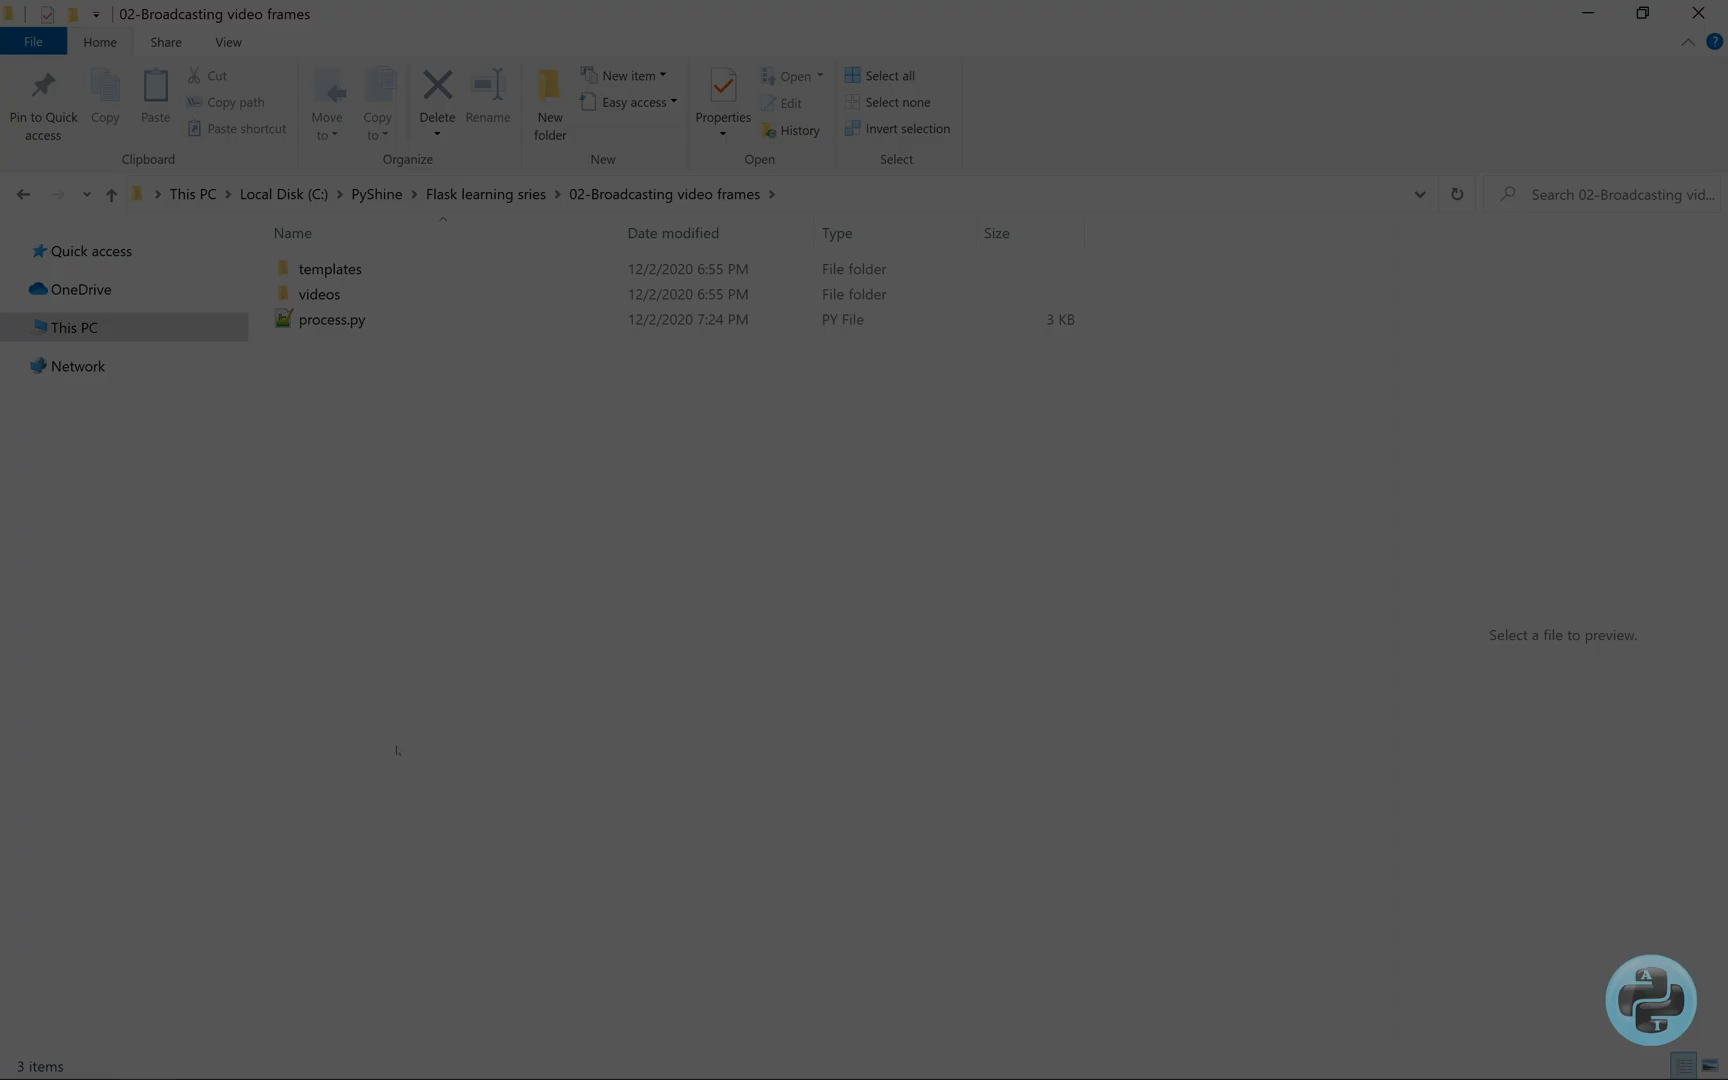 02-Broadcasting video frames
File Home Share View
Pin to Quick access
Copy
Paste
Cut
Copy path
Paste shortcut
Clipboard
Move to
Copy to
Delete
Rename
Organize
New folder
New item
Easy access
New
Properties
Open
Edit
History
Open
Select all
Select none
Invert selection
Select
This PC > Local Disk (C:) > PyShine > Flask learning sries > 02-Broadcasting video frames >
Search 02-Broadcasting vid...
Quick access
OneDrive
This PC
Network
Name Date modified Type Size
templates 12/2/2020 6:55 PM File folder
videos 12/2/2020 6:55 PM File folder
process.py 12/2/2020 7:24 PM PY File 3 KB
Select a file to preview.
A
T
3 items